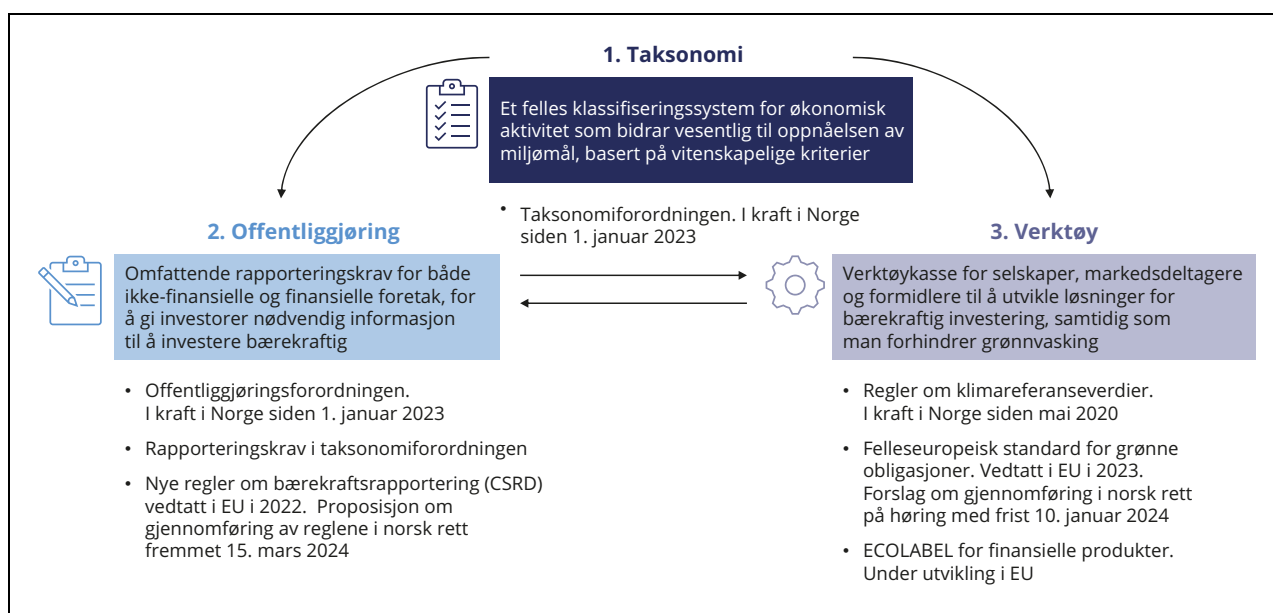 1. Taksonomi
Et felles klassifiseringssystem for økonomisk
aktivitet som bidrar vesentlig til oppnåelsen av
miljømål, basert på vitenskapelige kriterier
• Taksonomiforordningen. I kraft i Norge
siden 1. januar 2023
2. Offentliggjøring
Omfattende rapporteringskrav for både
ikke-finansielle og finansielle foretak, for
å gi investorer nødvendig informasjon
til å investere bærekraftig
• Offentliggjøringsforordningen.
I kraft i Norge siden 1. januar 2023
• Rapporteringskrav i taksonomiforordningen
• Nye regler om bærekraftsrapportering (CSRD)
vedtatt i EU i 2022. Proposisjon om
gjennomføring av reglene i norsk rett
fremmet 15. mars 2024
3. Verktøy
Verktøykasse for selskaper, markedsdeltagere
og formidlere til å utvikle løsninger for
bærekraftig investering, samtidig som
man forhindrer grønnvasking
• Regler om klimareferanseverdier.
I kraft i Norge siden mai 2020
• Felleseuropeisk standard for grønne
obligasjoner. Vedtatt i EU i 2023.
Forslag om gjennomføring i norsk rett
på høring med frist 10. januar 2024
• ECOLABEL for finansielle produkter.
Under utvikling i EU